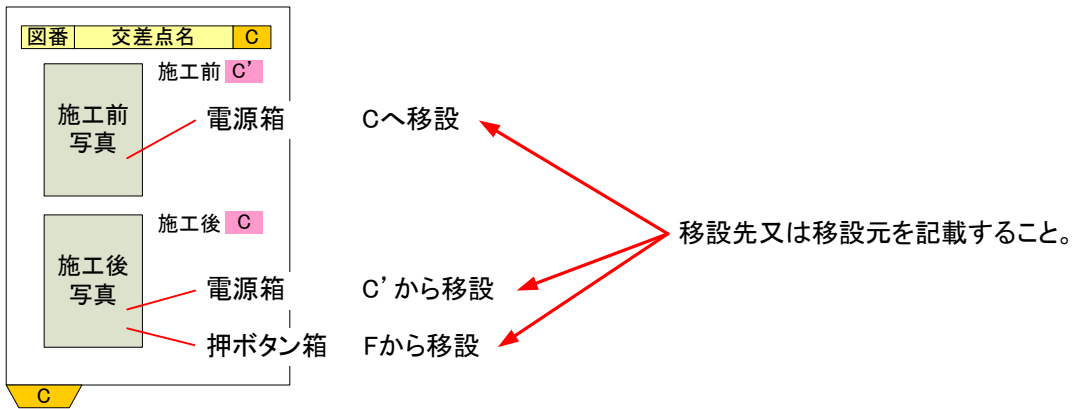 図番 交差点名 C
施工前 C’
施工前
写真
電源箱 Cへ移設
施工後 C
移設先又は移設元を記載すること。
施工後
写真
電源箱 C’から移設
押ボタン箱 Fから移設
C